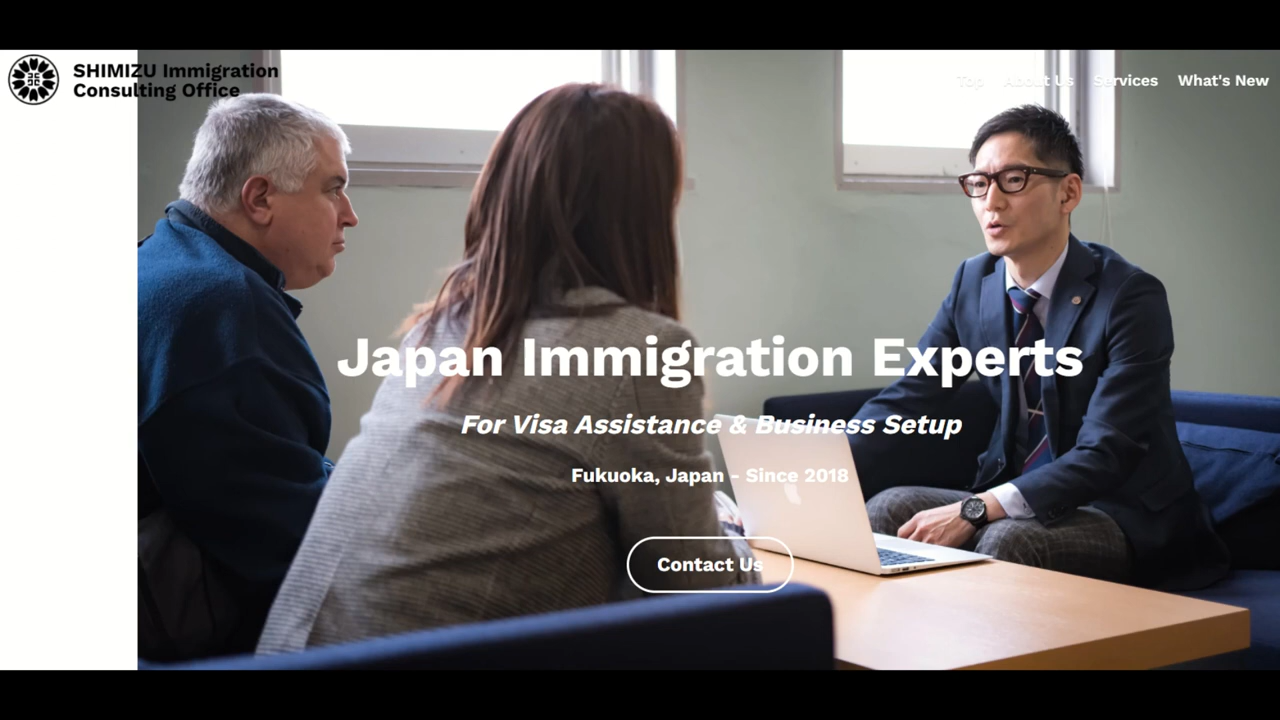 SHIMIZU Immigration
Consulting Office
Top About Us Services What's New
Japan Immigration Experts
For Visa Assistance & Business Setup
Fukuoka, Japan - Since 2018
Contact Us